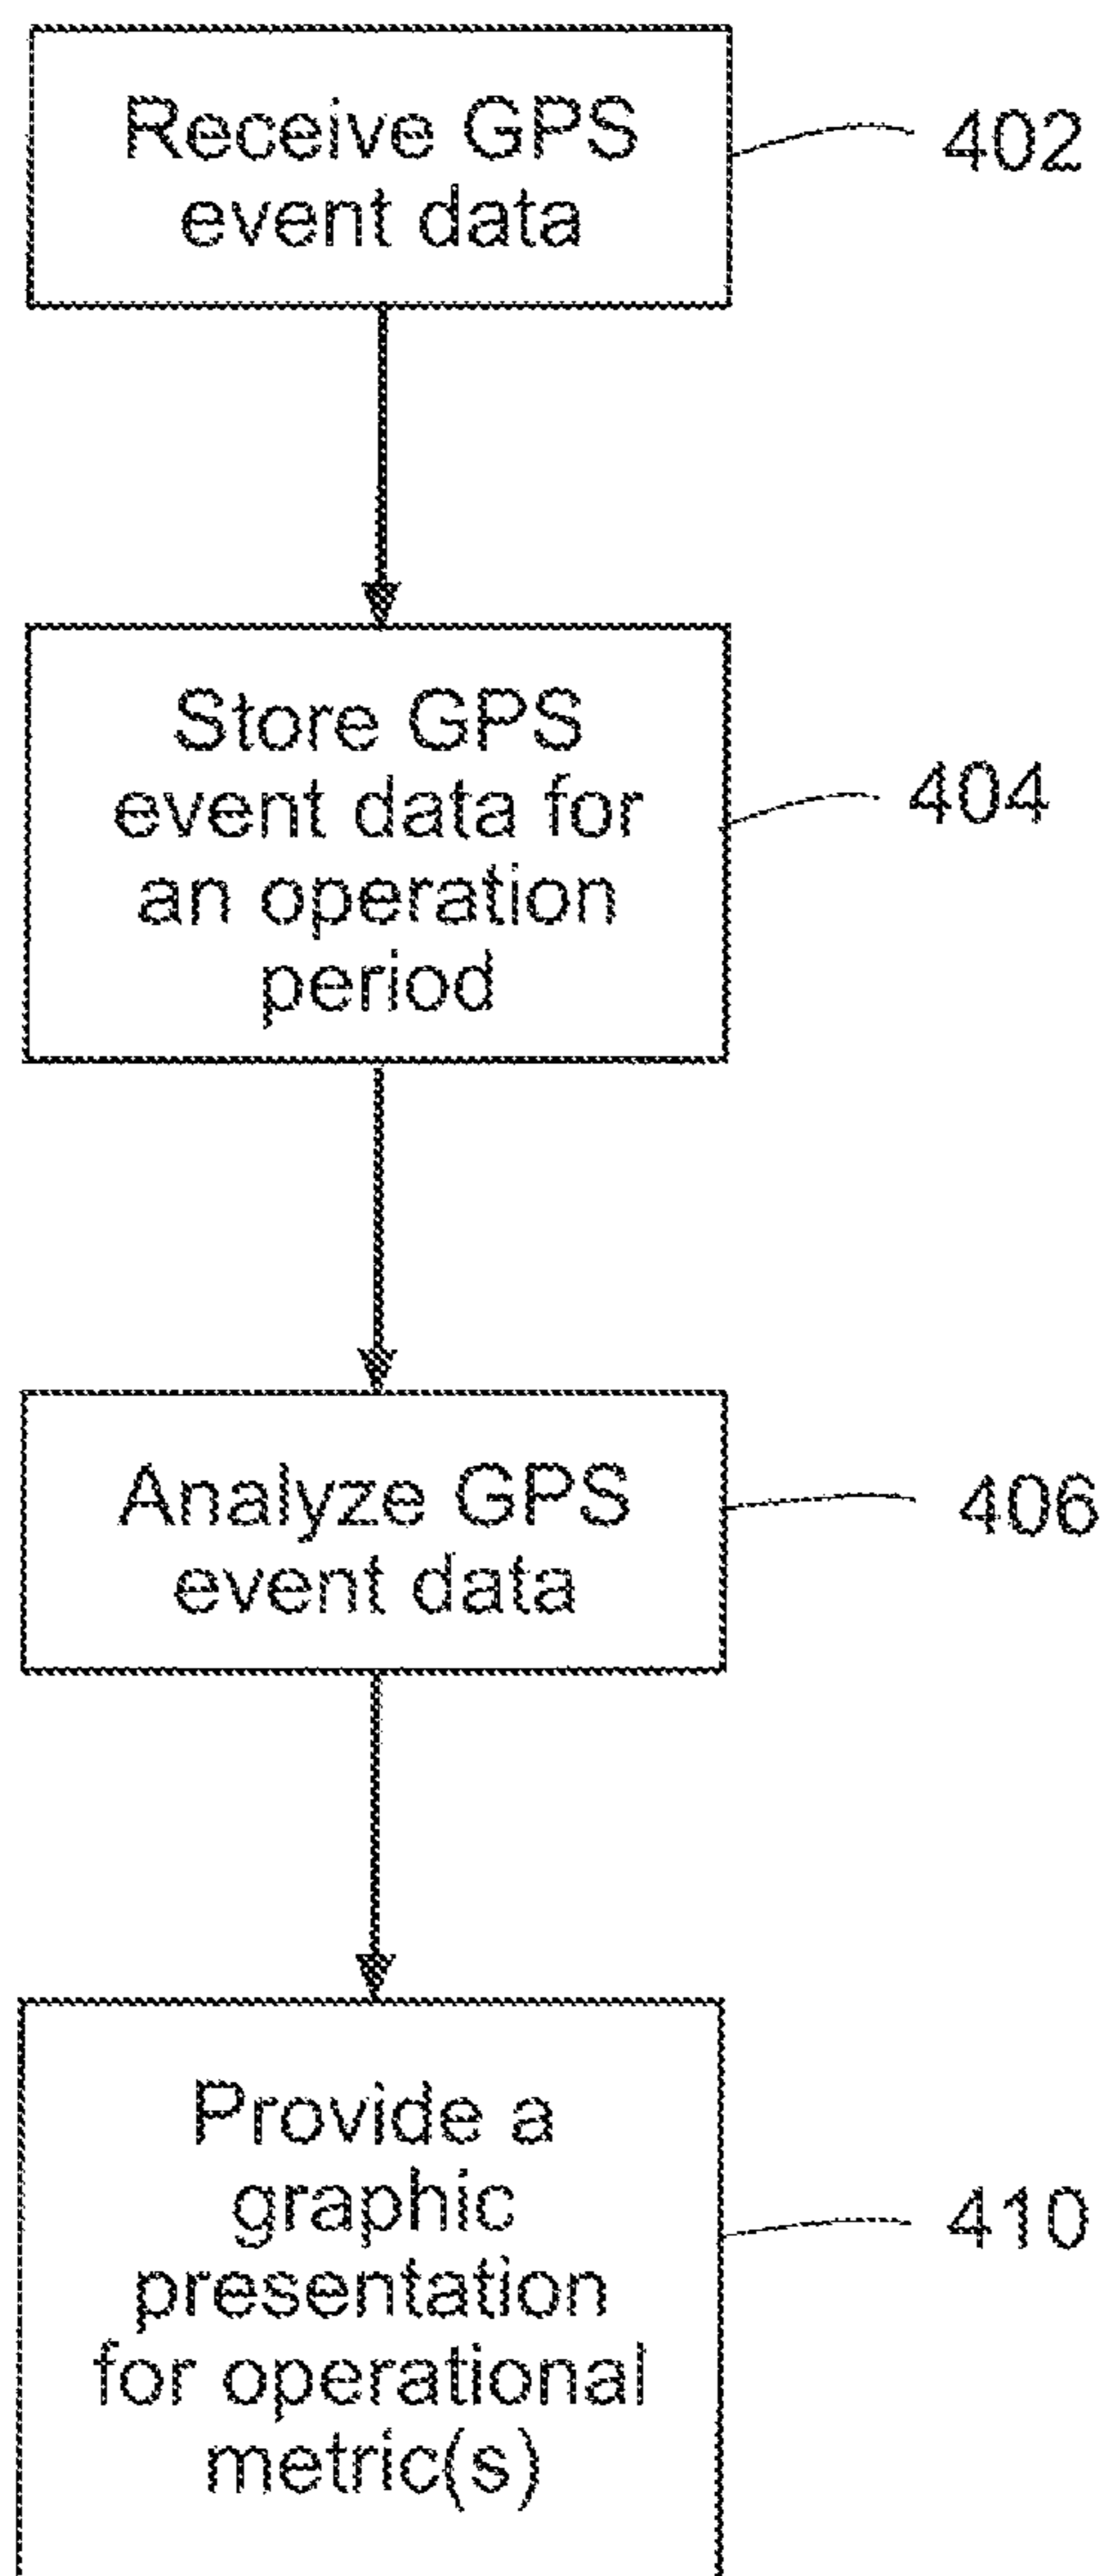 Receive GPS
event data
402
Store GPS
event data for
an operation
period
404
Analyze GPS
event data
406
Provide a
graphic
presentation
for operational
metric(s)
410